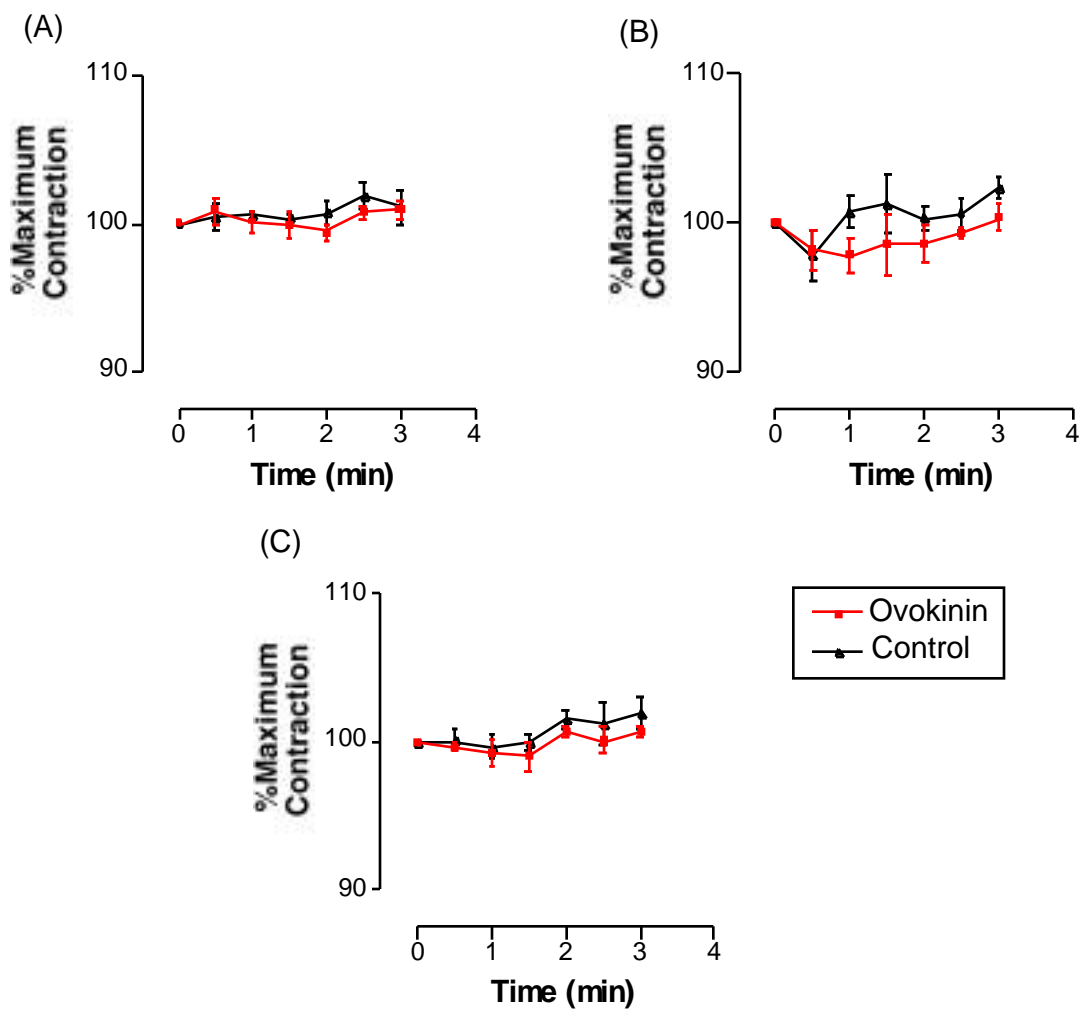 (A)
110
100
90
%Maximum
Contraction
0 1 2 3 4
Time (min)
(B)
110
100
90
%Maximum
Contraction
0 1 2 3 4
Time (min)
(C)
110
100
90
%Maximum
Contraction
0 1 2 3 4
Time (min)
Ovokinin
Control